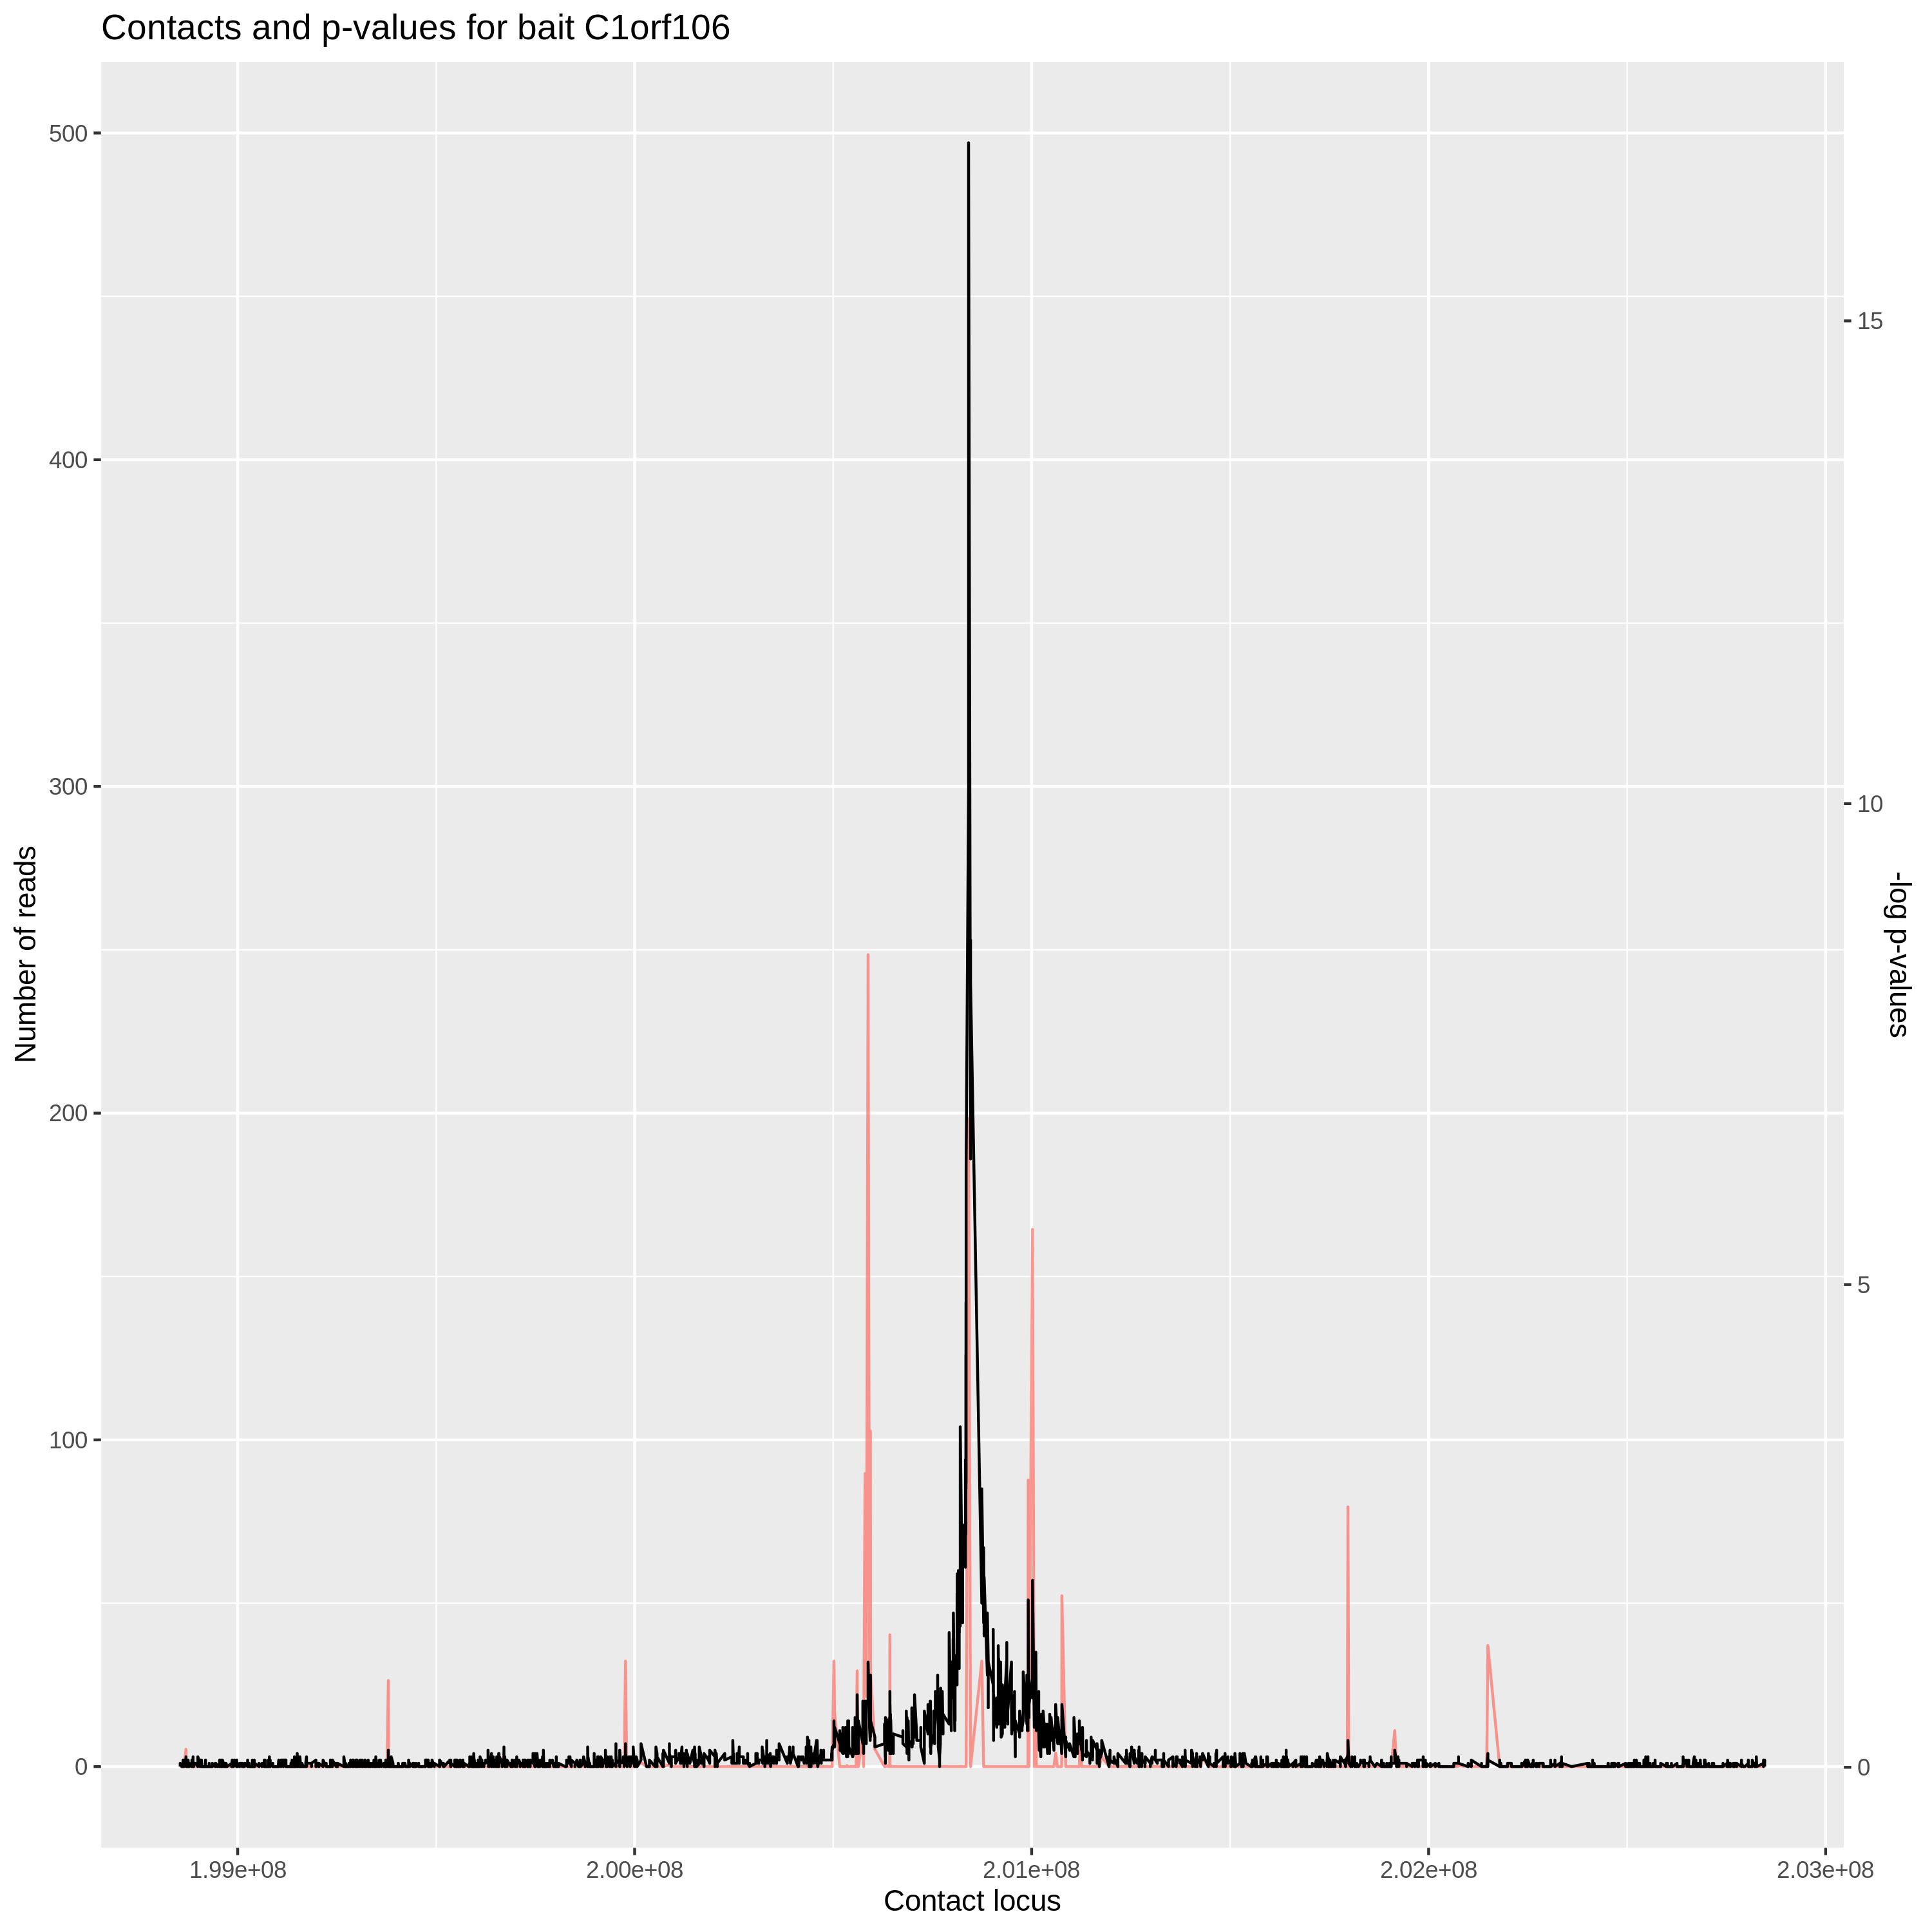 Contacts and p-values for bait C1orf106
500
400
300
200
100
0
Number of reads
15
10
5
0
-log p-values
1.99e+08
2.00e+08
2.01e+08
2.02e+08
2.03e+08
Contact locus